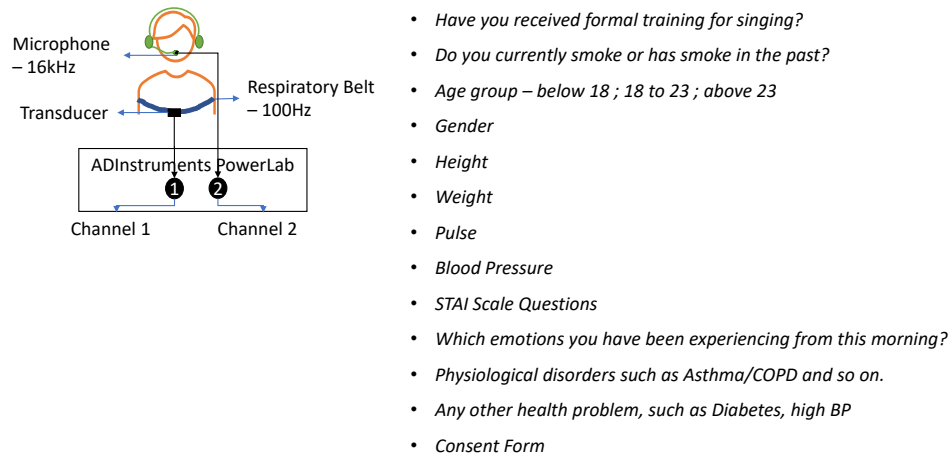 Microphone
– 16kHz
Transducer
Respiratory Belt
– 100Hz
ADInstruments PowerLab
1 2
Channel 1 Channel 2
• Have you received formal training for singing?
• Do you currently smoke or has smoke in the past?
• Age group – below 18 ; 18 to 23 ; above 23
• Gender
• Height
• Weight
• Pulse
• Blood Pressure
• STAI Scale Questions
• Which emotions you have been experiencing from this morning?
• Physiological disorders such as Asthma/COPD and so on.
• Any other health problem, such as Diabetes, high BP
• Consent Form